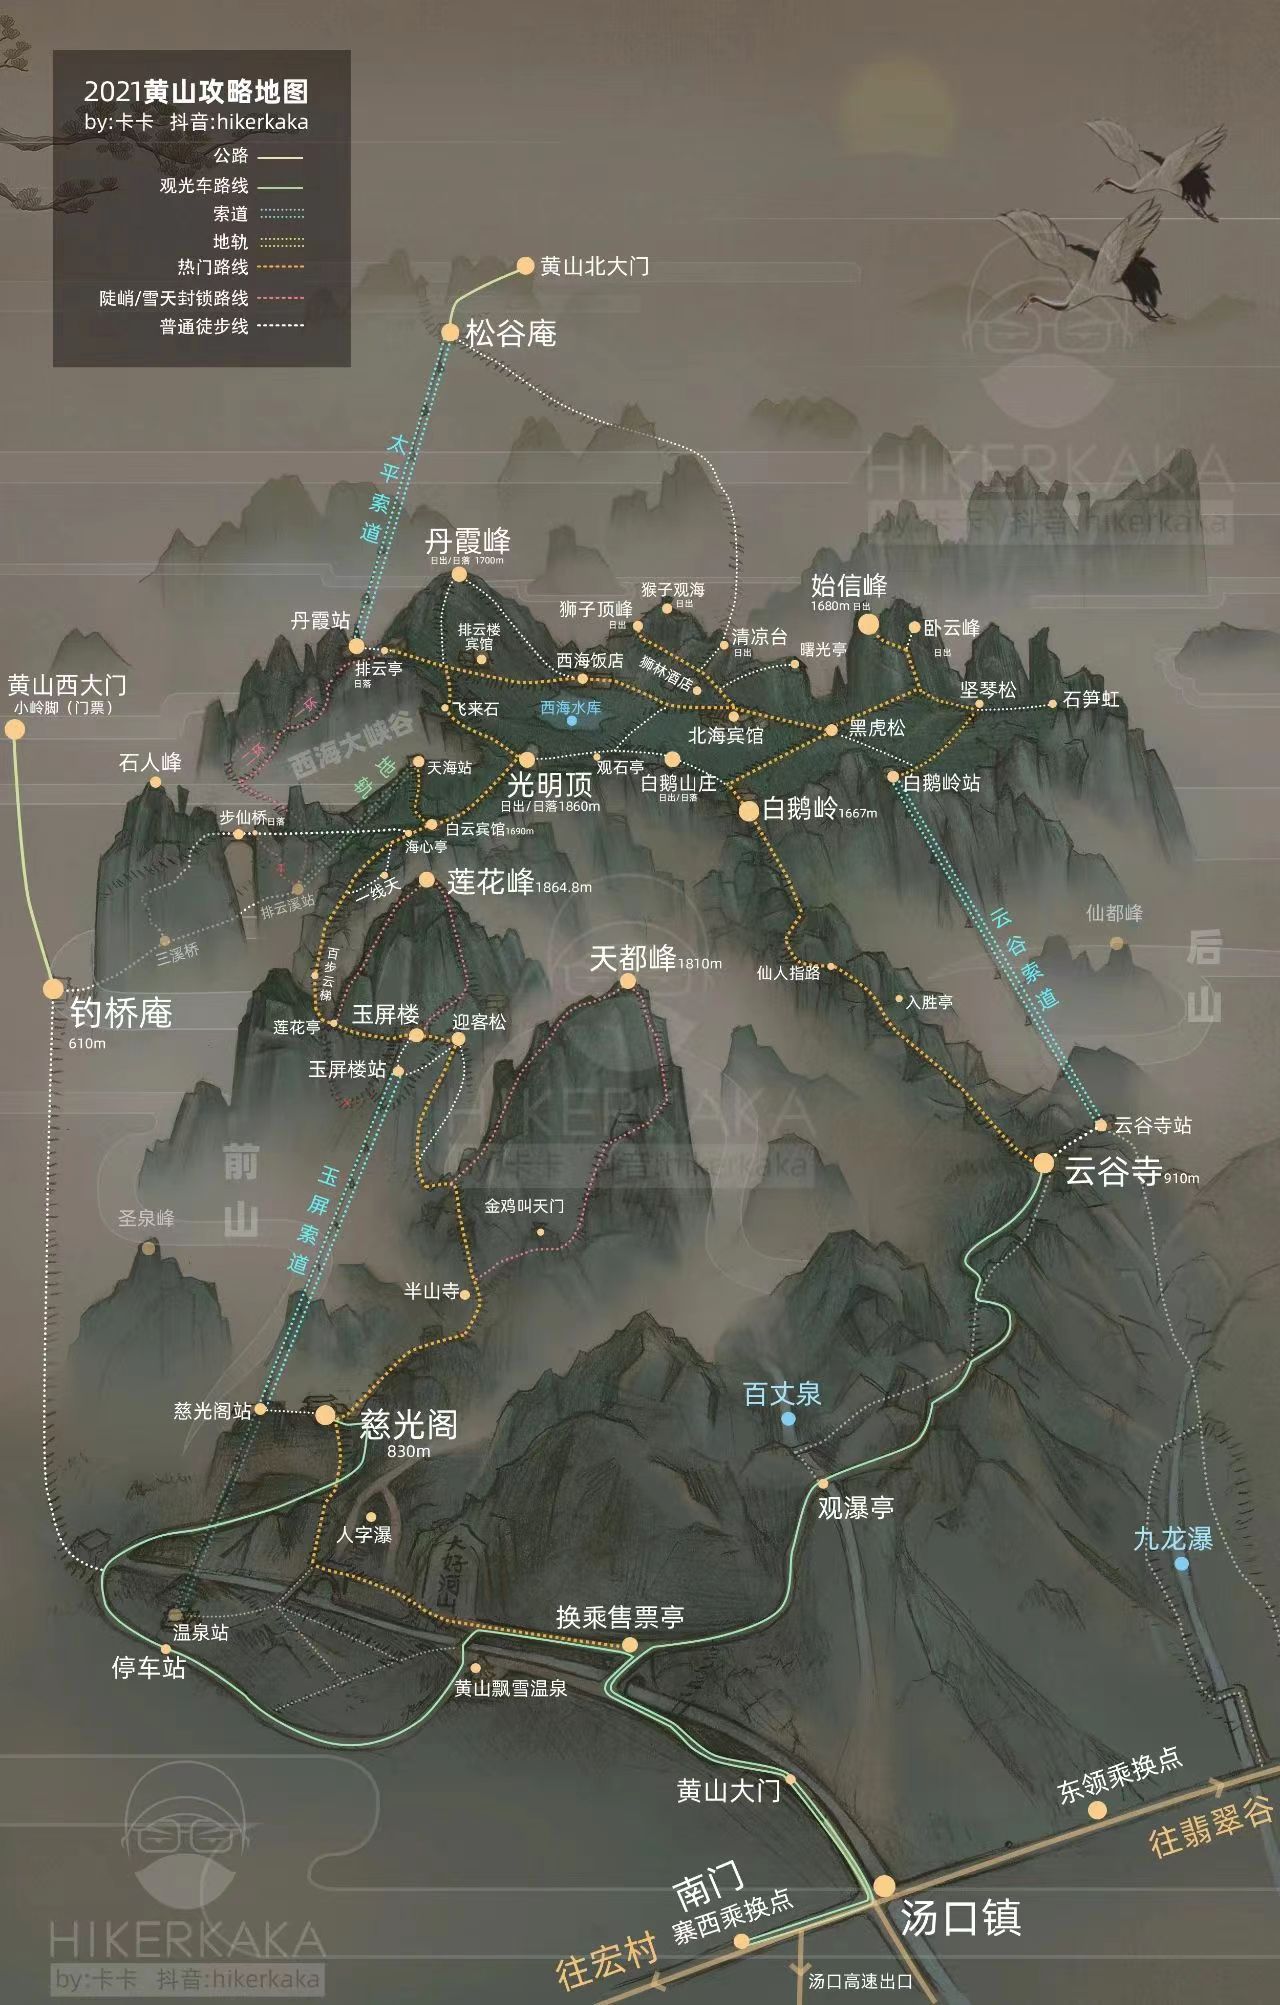 2021黄山攻略地图
by:卡卡 抖音:hikerkaka
公路
观光车路线
索道
地轨
热门路线
陡峭/雪天封锁路线
普通徒步线
黄山北大门
松谷庵
太平索道
HIKERKAKA
by:卡卡 抖音:hikerkaka
丹霞峰
日出/日落 1700m
始信峰
1680m 日出
猴子观海
日出
狮子顶峰
日出
丹霞站
排云楼
宾馆
清凉台
日出
卧云峰
日出
曙光亭
排云亭
日落
西海饭店
狮林酒店
黄山西大门
小岭脚（门票）
一环
二环
飞来石
西海水库
坚琴松
石笋虹
北海宾馆
黑虎松
西海大峡谷
地轨
石人峰
天海站
光明顶
日出/日落1860m
观石亭
白鹅山庄
日出/日落
白鹅岭站
白鹅岭1667m
步仙桥日落
白云宾馆1690m
海心亭
一线天
莲花峰1864.8m
排云溪站
三溪桥
仙都峰
云谷索道
后山
百步云梯
天都峰1810m
仙人指路
入胜亭
钓桥庵
610m
莲花亭
玉屏楼
迎客松
玉屏楼站
HIKERKAKA
by:卡卡 抖音:hikerkaka
云谷寺站
云谷寺910m
前山
玉屏索道
圣泉峰
金鸡叫天门
半山寺
百丈泉
慈光阁站
慈光阁
830m
观瀑亭
人字瀑
大好河山
九龙瀑
换乘售票亭
温泉站
停车站
黄山飘雪温泉
黄山大门
东领乘换点
往翡翠谷
南门
寨西乘换点
汤口镇
往宏村
汤口高速出口
HIKERKAKA
by:卡卡 抖音:hikerkaka